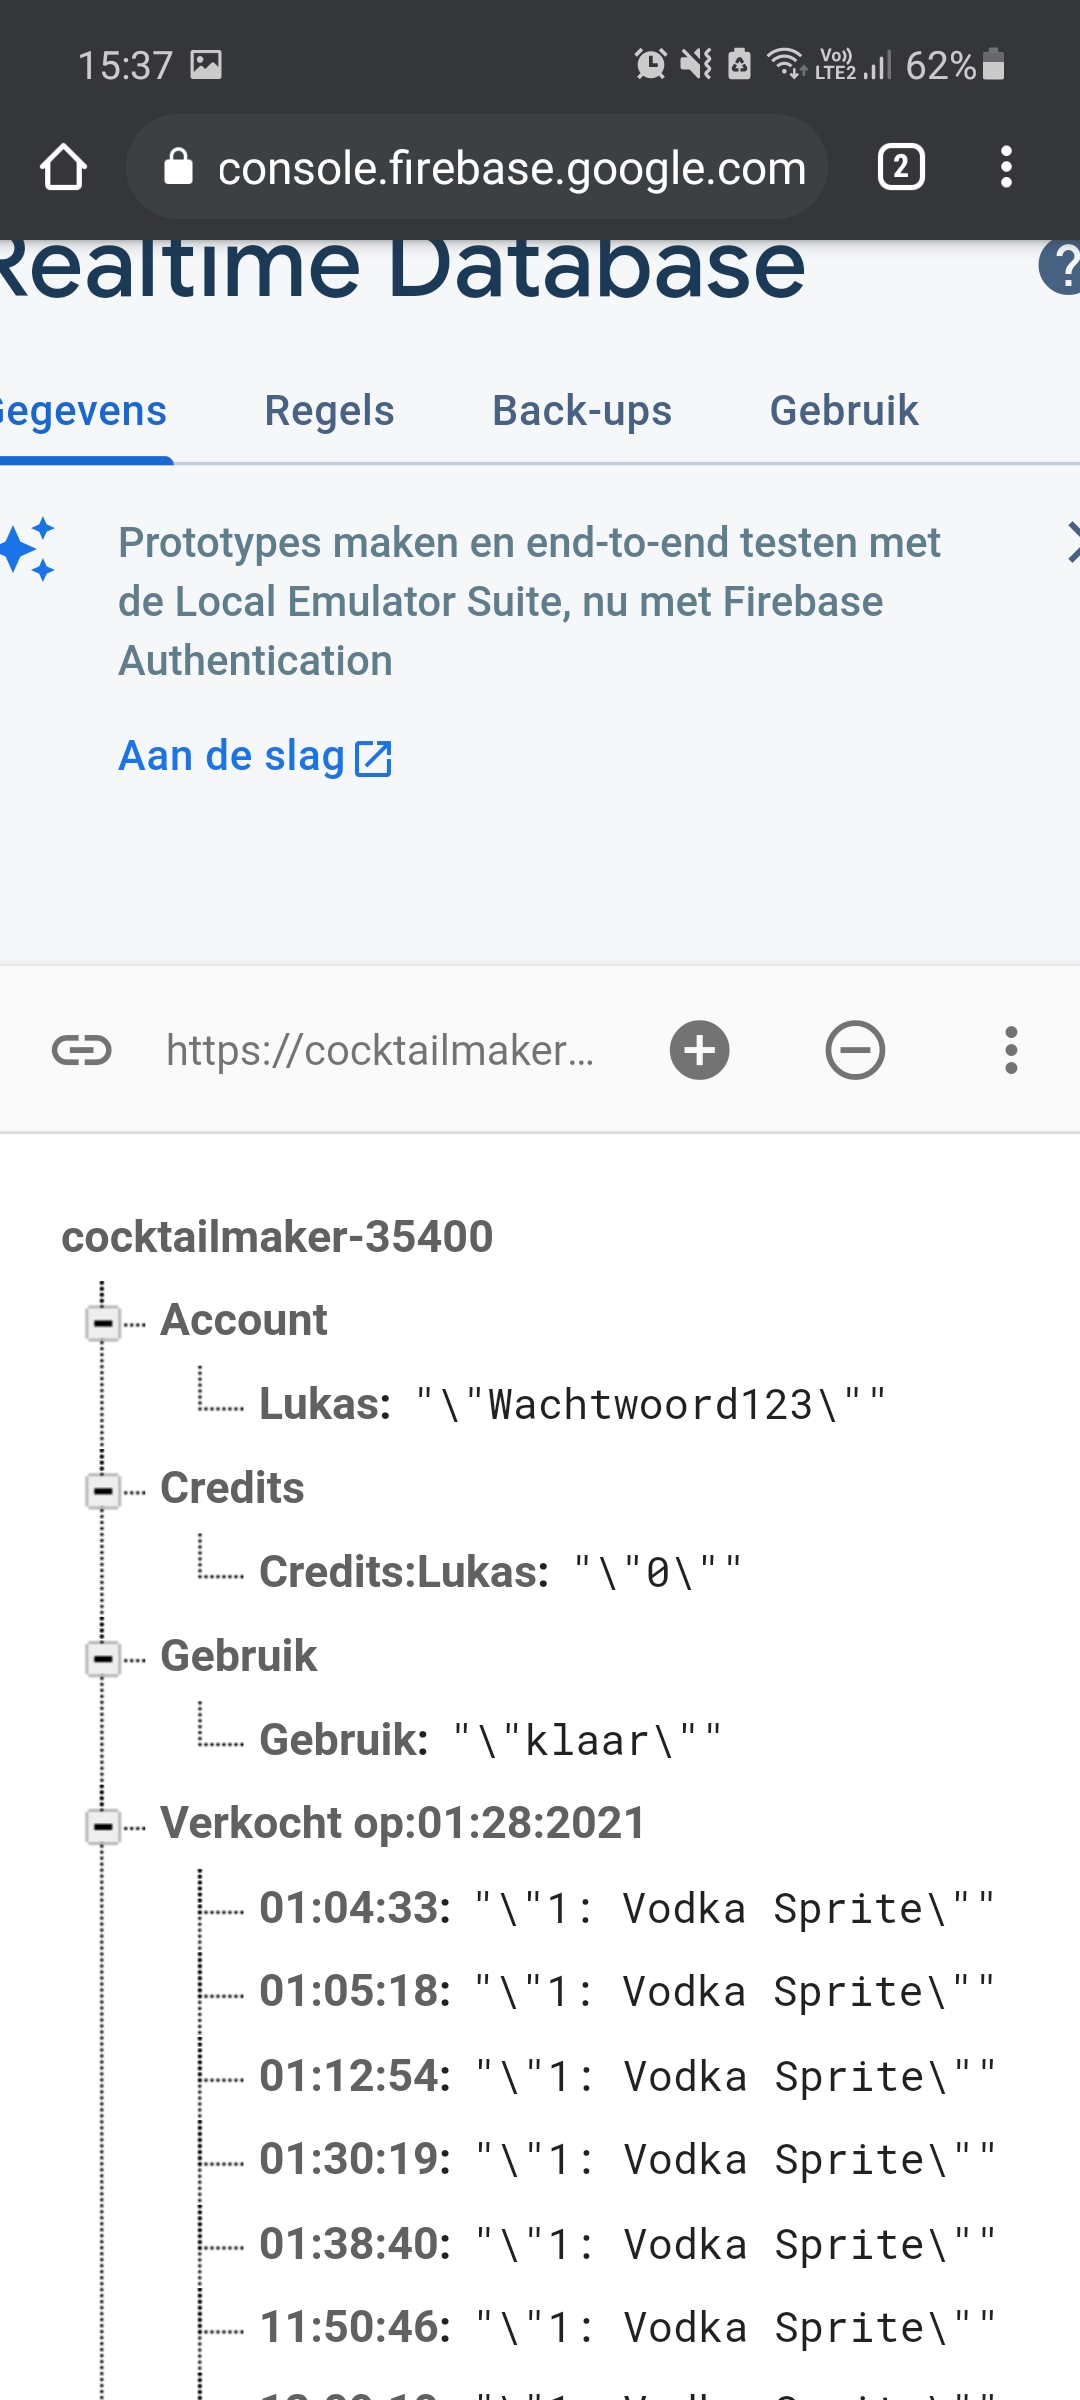 15:37
Vo)) LTE2 62%
console.firebase.google.com 2
Realtime Database ?
Gegevens Regels Back-ups Gebruik
Prototypes maken en end-to-end testen met
de Local Emulator Suite, nu met Firebase
Authentication
Aan de slag
https://cocktailmaker...
cocktailmaker-35400
Account
Lukas: "\"Wachtwoord123\""
Credits
Credits:Lukas: "\"0\""
Gebruik
Gebruik: "\"klaar\""
Verkocht op:01:28:2021
01:04:33: "\"1: Vodka Sprite\""
01:05:18: "\"1: Vodka Sprite\""
01:12:54: "\"1: Vodka Sprite\""
01:30:19: "\"1: Vodka Sprite\""
01:38:40: "\"1: Vodka Sprite\""
11:50:46: "\"1: Vodka Sprite\""